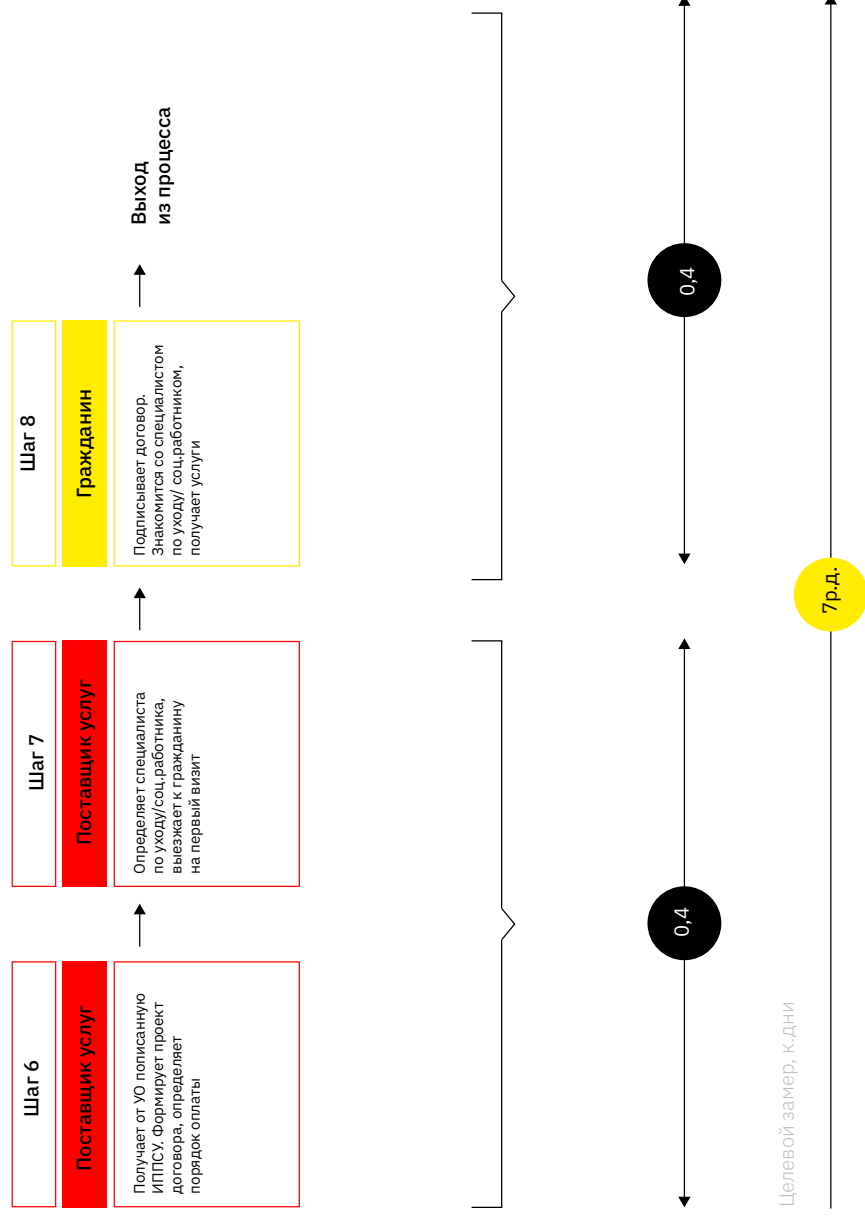 Шаг 6
Поставщик услуг
Получает от УО пописанную
ИППСУ. Формирует проект
договора, определяет
порядок оплаты
Шаг 7
Поставщик услуг
Определяет специалиста
по уходу/соц.работника,
выезжает к гражданину
на первый визит
Шаг 8
Гражданин
Подписывает договор.
Знакомится со специалистом
по уходу/ соц.работником,
получает услуги
Выход
из процесса
0,4
0,4
Целевой замер, к.дни
7р.д.